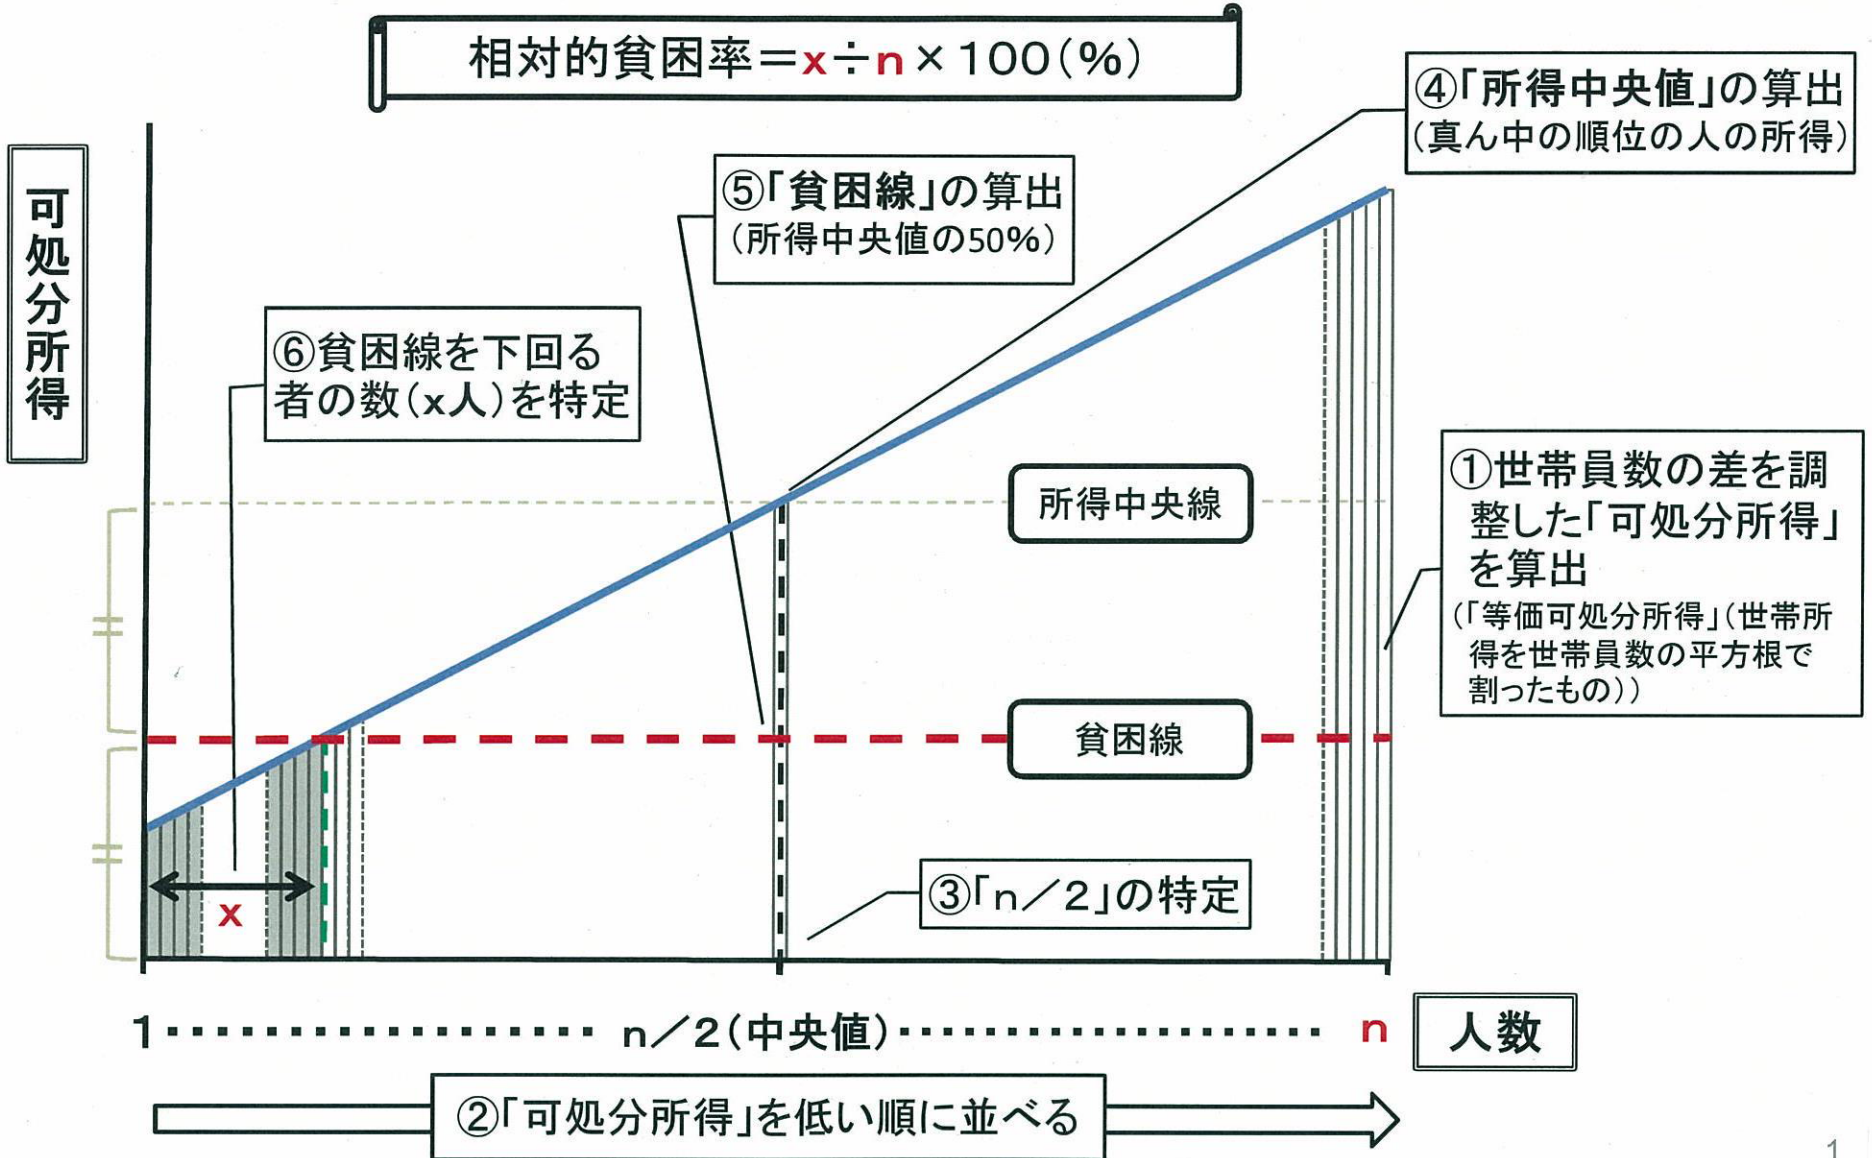 相対的貧困率＝x÷n×100(％)
④「所得中央値」の算出
(真ん中の順位の人の所得)
⑤「貧困線」の算出
(所得中央値の50％)
可処分所得
⑥貧困線を下回る
者の数(x人)を特定
①世帯員数の差を調
整した「可処分所得」
を算出
(「等価可処分所得」(世帯所
得を世帯員数の平方根で
割ったもの))
所得中央線
貧困線
x
③「n／2」の特定
1 ･････････････････ n／2(中央値) ･････････････････ n
人数
②「可処分所得」を低い順に並べる
1